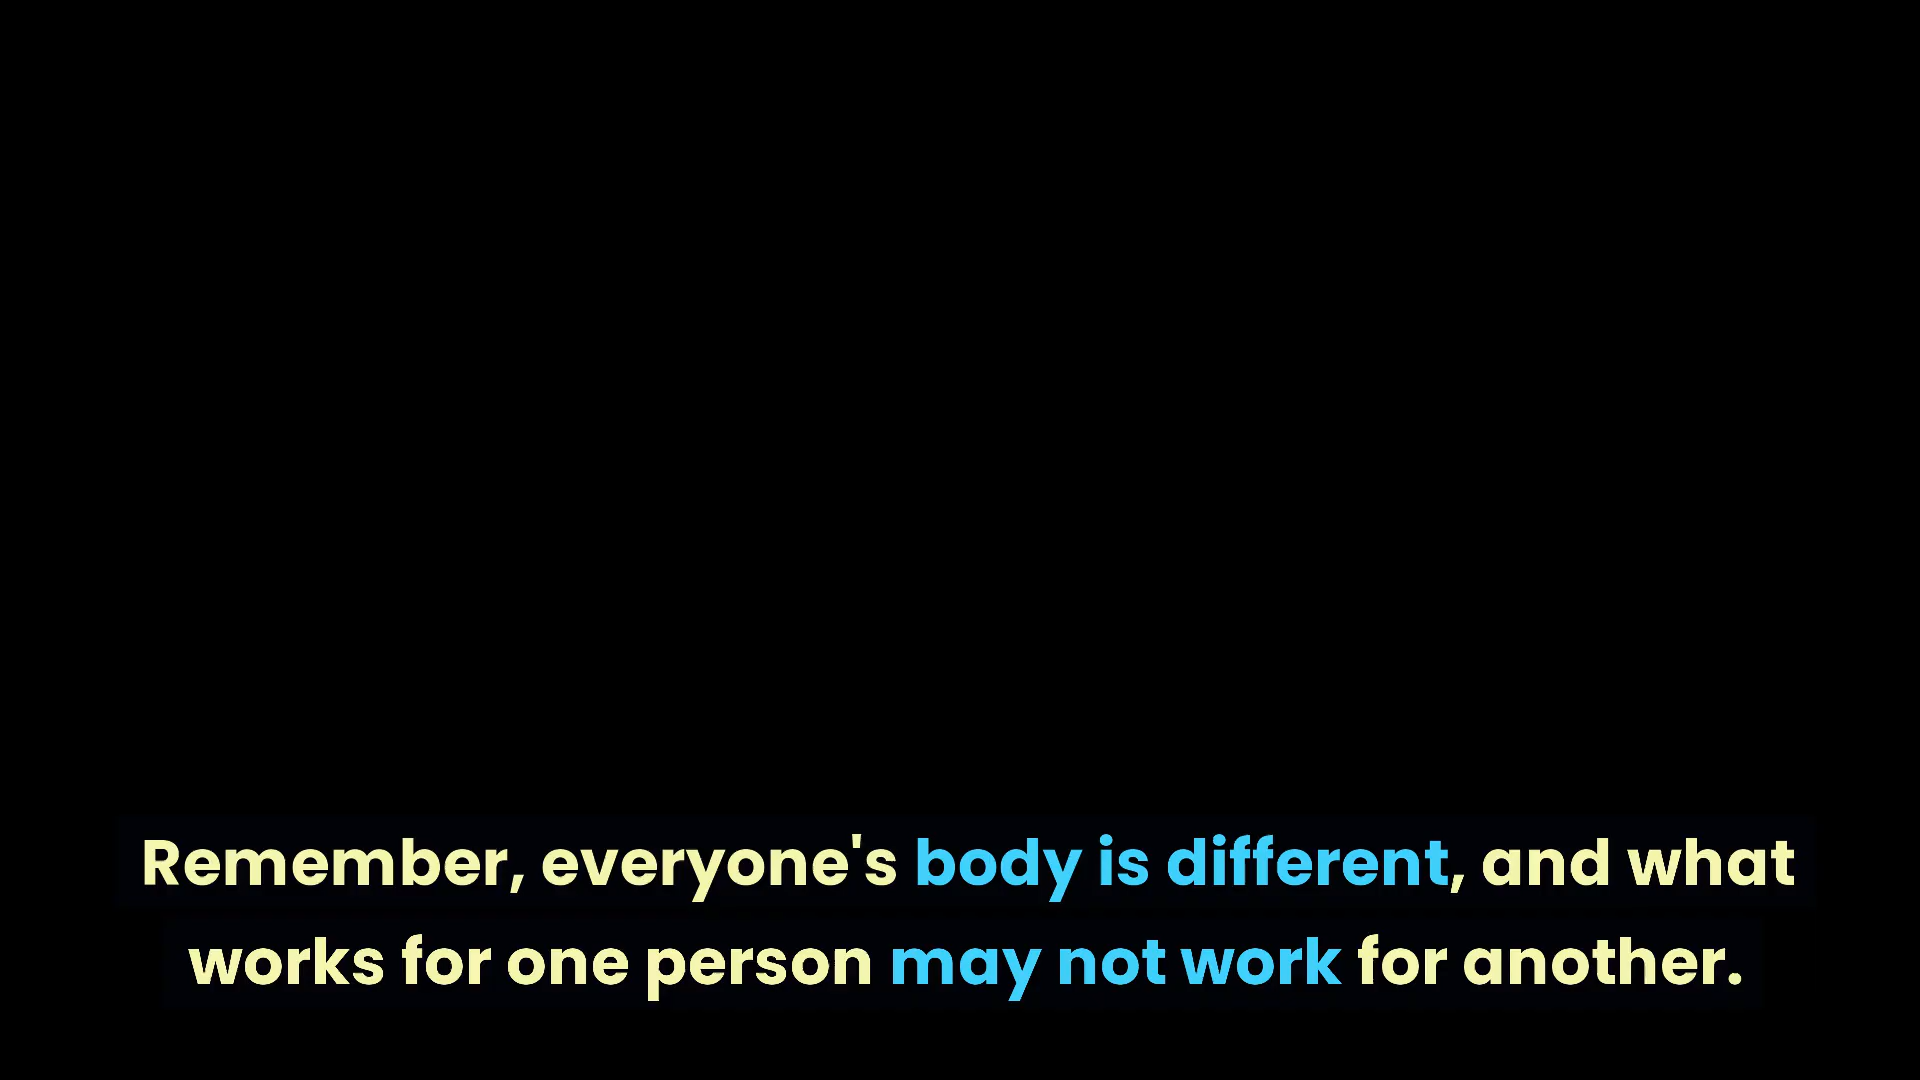 Remember, everyone's body is different, and what
works for one person may not work for another.